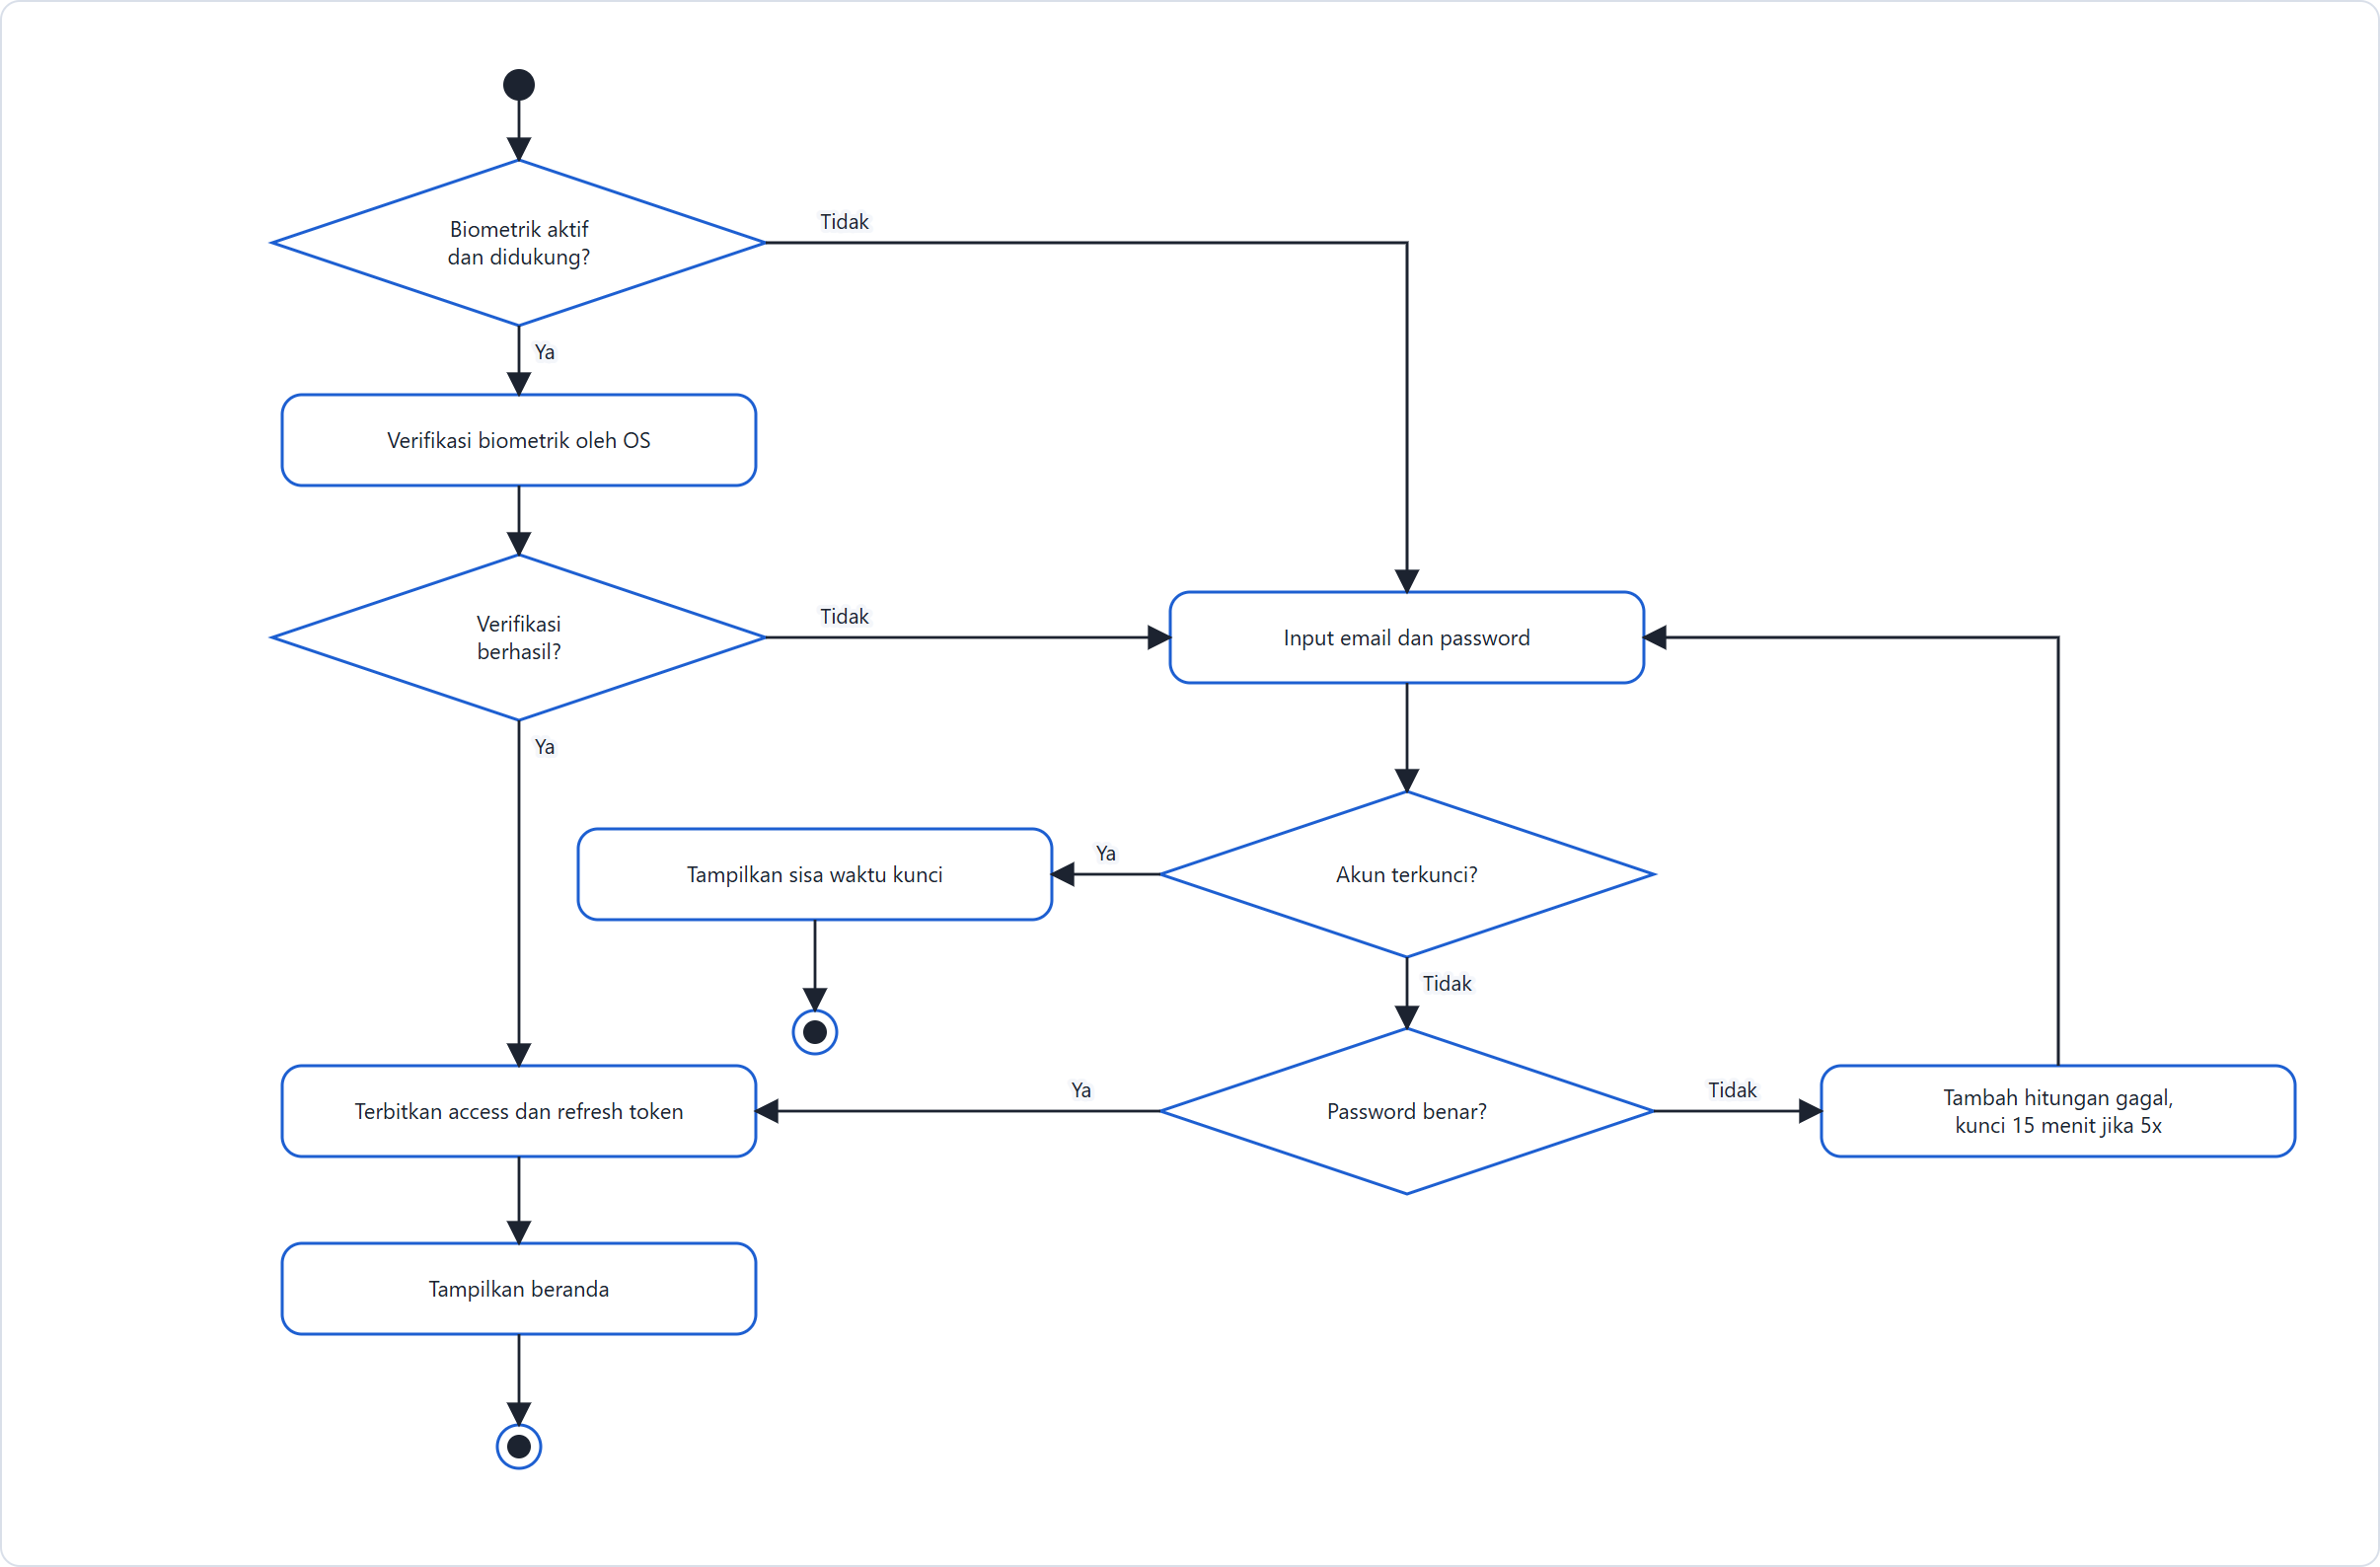 Biometrik aktif
dan didukung?
Tidak
Ya
Verifikasi biometrik oleh OS
Verifikasi
berhasil?
Tidak
Input email dan password
Ya
Tampilkan sisa waktu kunci
Ya
Akun terkunci?
Tidak
Terbitkan access dan refresh token
Ya
Password benar?
Tidak
Tambah hitungan gagal,
kunci 15 menit jika 5x
Tampilkan beranda